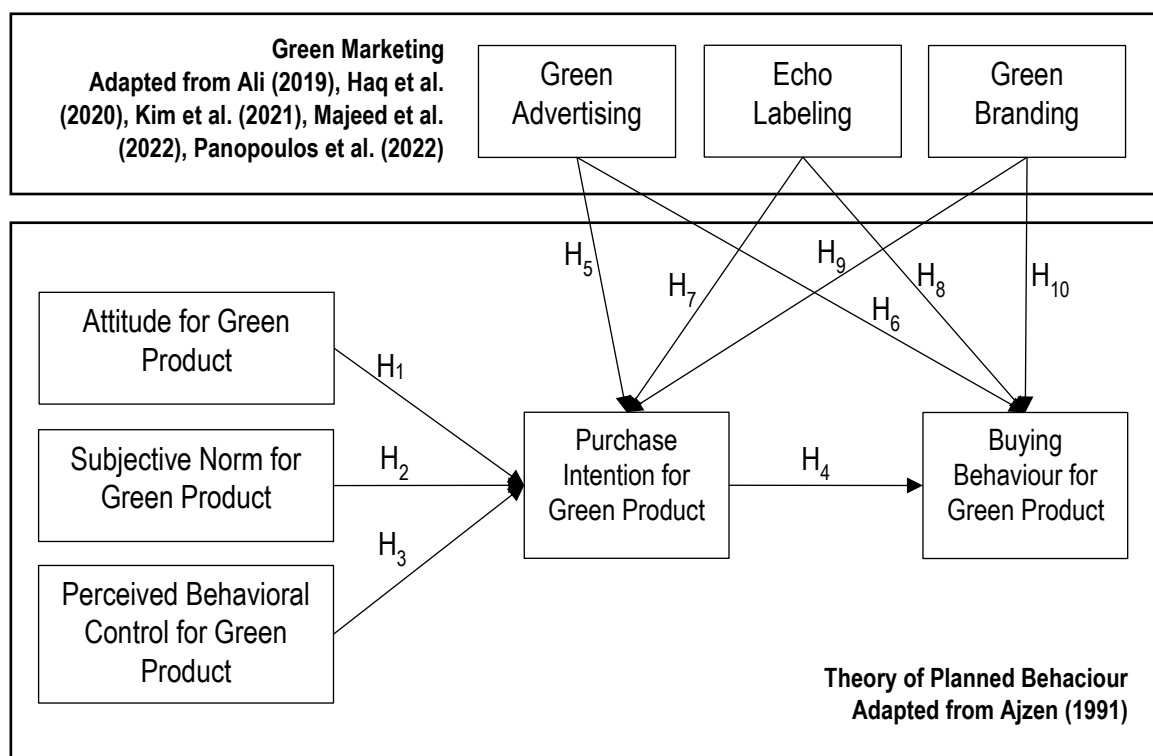 Green Marketing
Adapted from Ali (2019), Haq et al.
(2020), Kim et al. (2021), Majeed et al.
(2022), Panopoulos et al. (2022)
Green
Advertising
Echo
Labeling
Green
Branding
H5
H7
H9
H6
H8
H10
Attitude for Green
Product
H1
Subjective Norm for
Green Product
H2
Perceived Behavioral
Control for Green
Product
H3
Purchase
Intention for
Green Product
H4
Buying
Behaviour for
Green Product
Theory of Planned Behaciour
Adapted from Ajzen (1991)